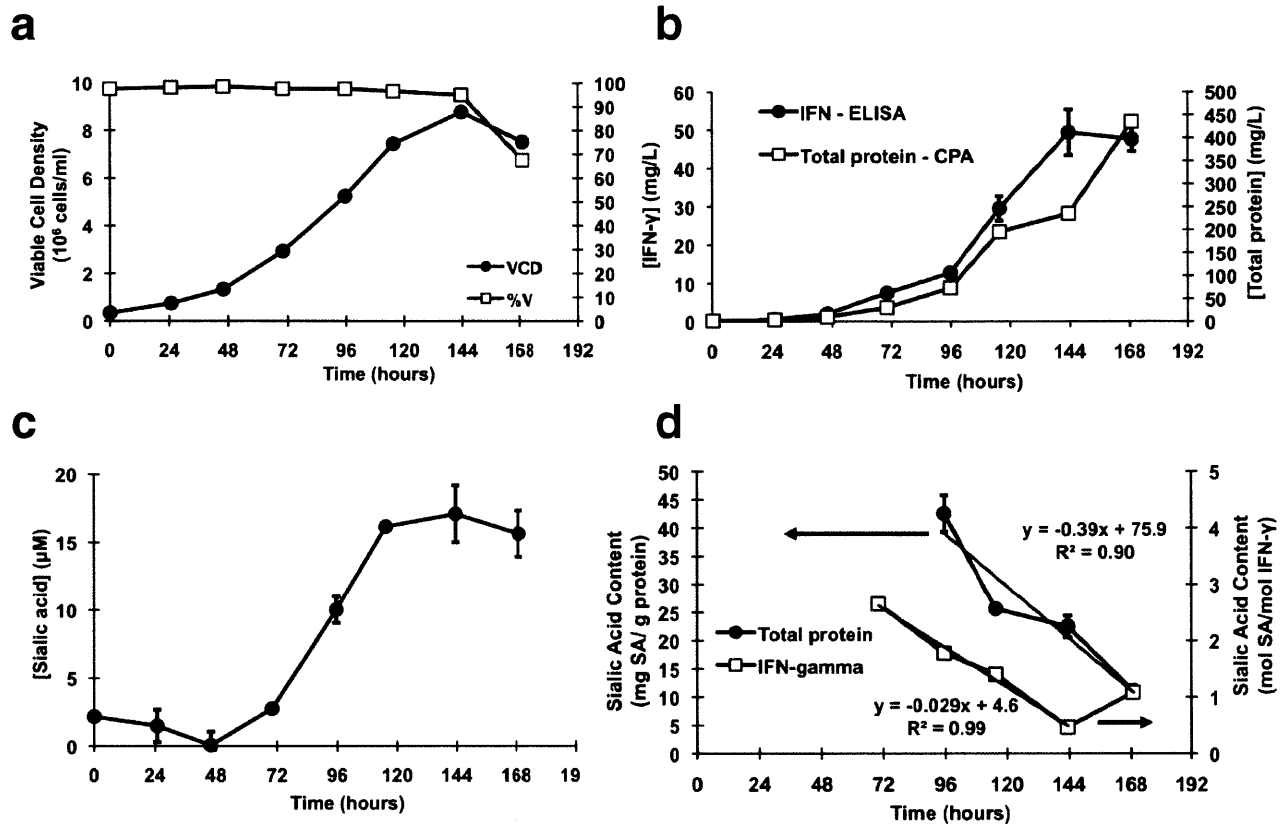 a
10
8
6
4
2
0
100
90
80
70
60
50
40
30
20
10
0
Viable Cell Density
(10⁶ cells/ml)
VCD
%V
0 24 48 72 96 120 144 168 192
Time (hours)
b
60
50
40
30
20
10
0
500
450
400
350
300
250
200
150
100
50
0
[IFN-γ] (mg/L)
[Total protein] (mg/L)
IFN - ELISA
Total protein - CPA
0 24 48 72 96 120 144 168 192
Time (hours)
c
20
15
10
5
0
[Sialic acid] (µM)
0 24 48 72 96 120 144 168 19
Time (hours)
d
50
45
40
35
30
25
20
15
10
5
0
5
4
3
2
1
0
Sialic Acid Content
(mg SA/ g protein)
Sialic Acid Content
(mol SA/mol IFN-γ)
y = -0.39x + 75.9
R² = 0.90
Total protein
IFN-gamma
y = -0.029x + 4.6
R² = 0.99
0 24 48 72 96 120 144 168 192
Time (hours)